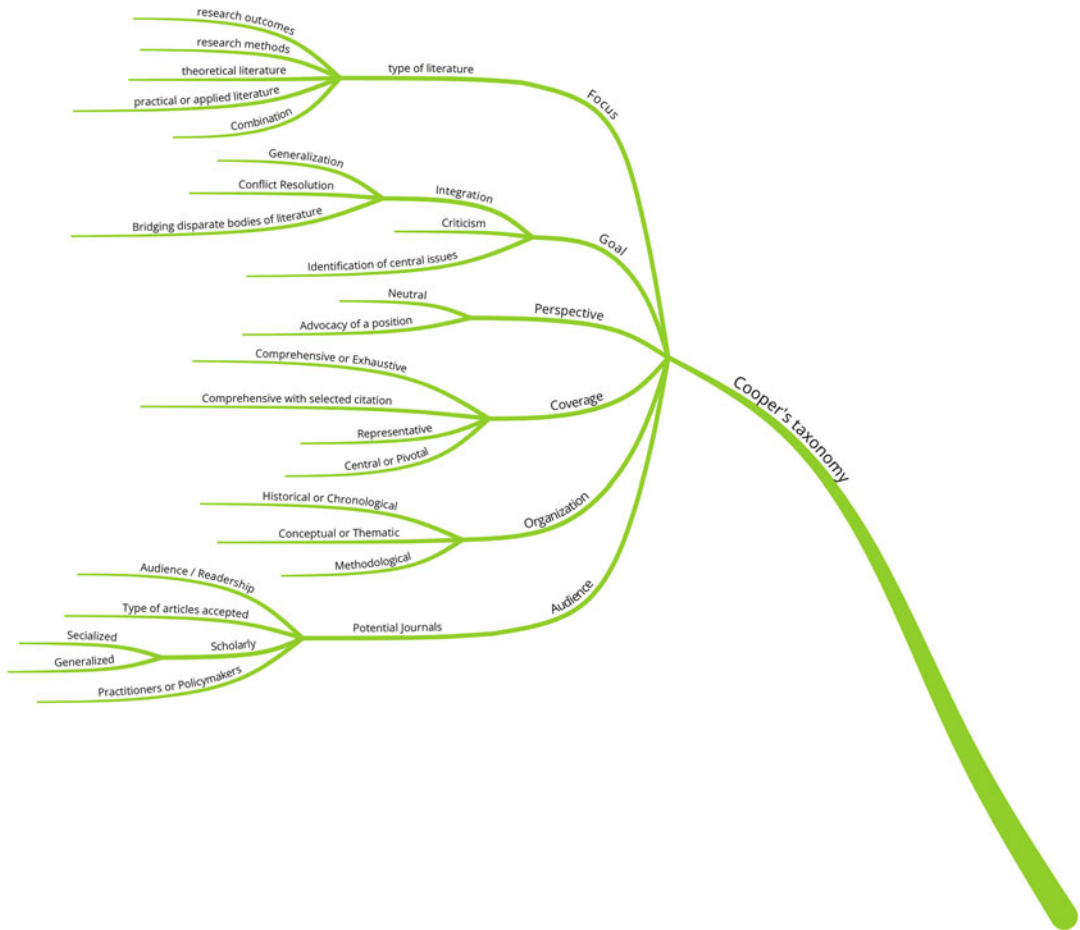 research outcomes
research methods
theoretical literature
practical or applied literature
Combination
type of literature
Focus
Generalization
Conflict Resolution
Bridging disparate bodies of literature
Integration
Criticism
Identification of central issues
Goal
Neutral
Advocacy of a position
Perspective
Comprehensive or Exhaustive
Comprehensive with selected citation
Representative
Central or Pivotal
Coverage
Historical or Chronological
Conceptual or Thematic
Methodological
Organization
Audience / Readership
Type of articles accepted
Secialized
Generalized
Scholarly
Practitioners or Policymakers
Potential Journals
Audience
Cooper's taxonomy